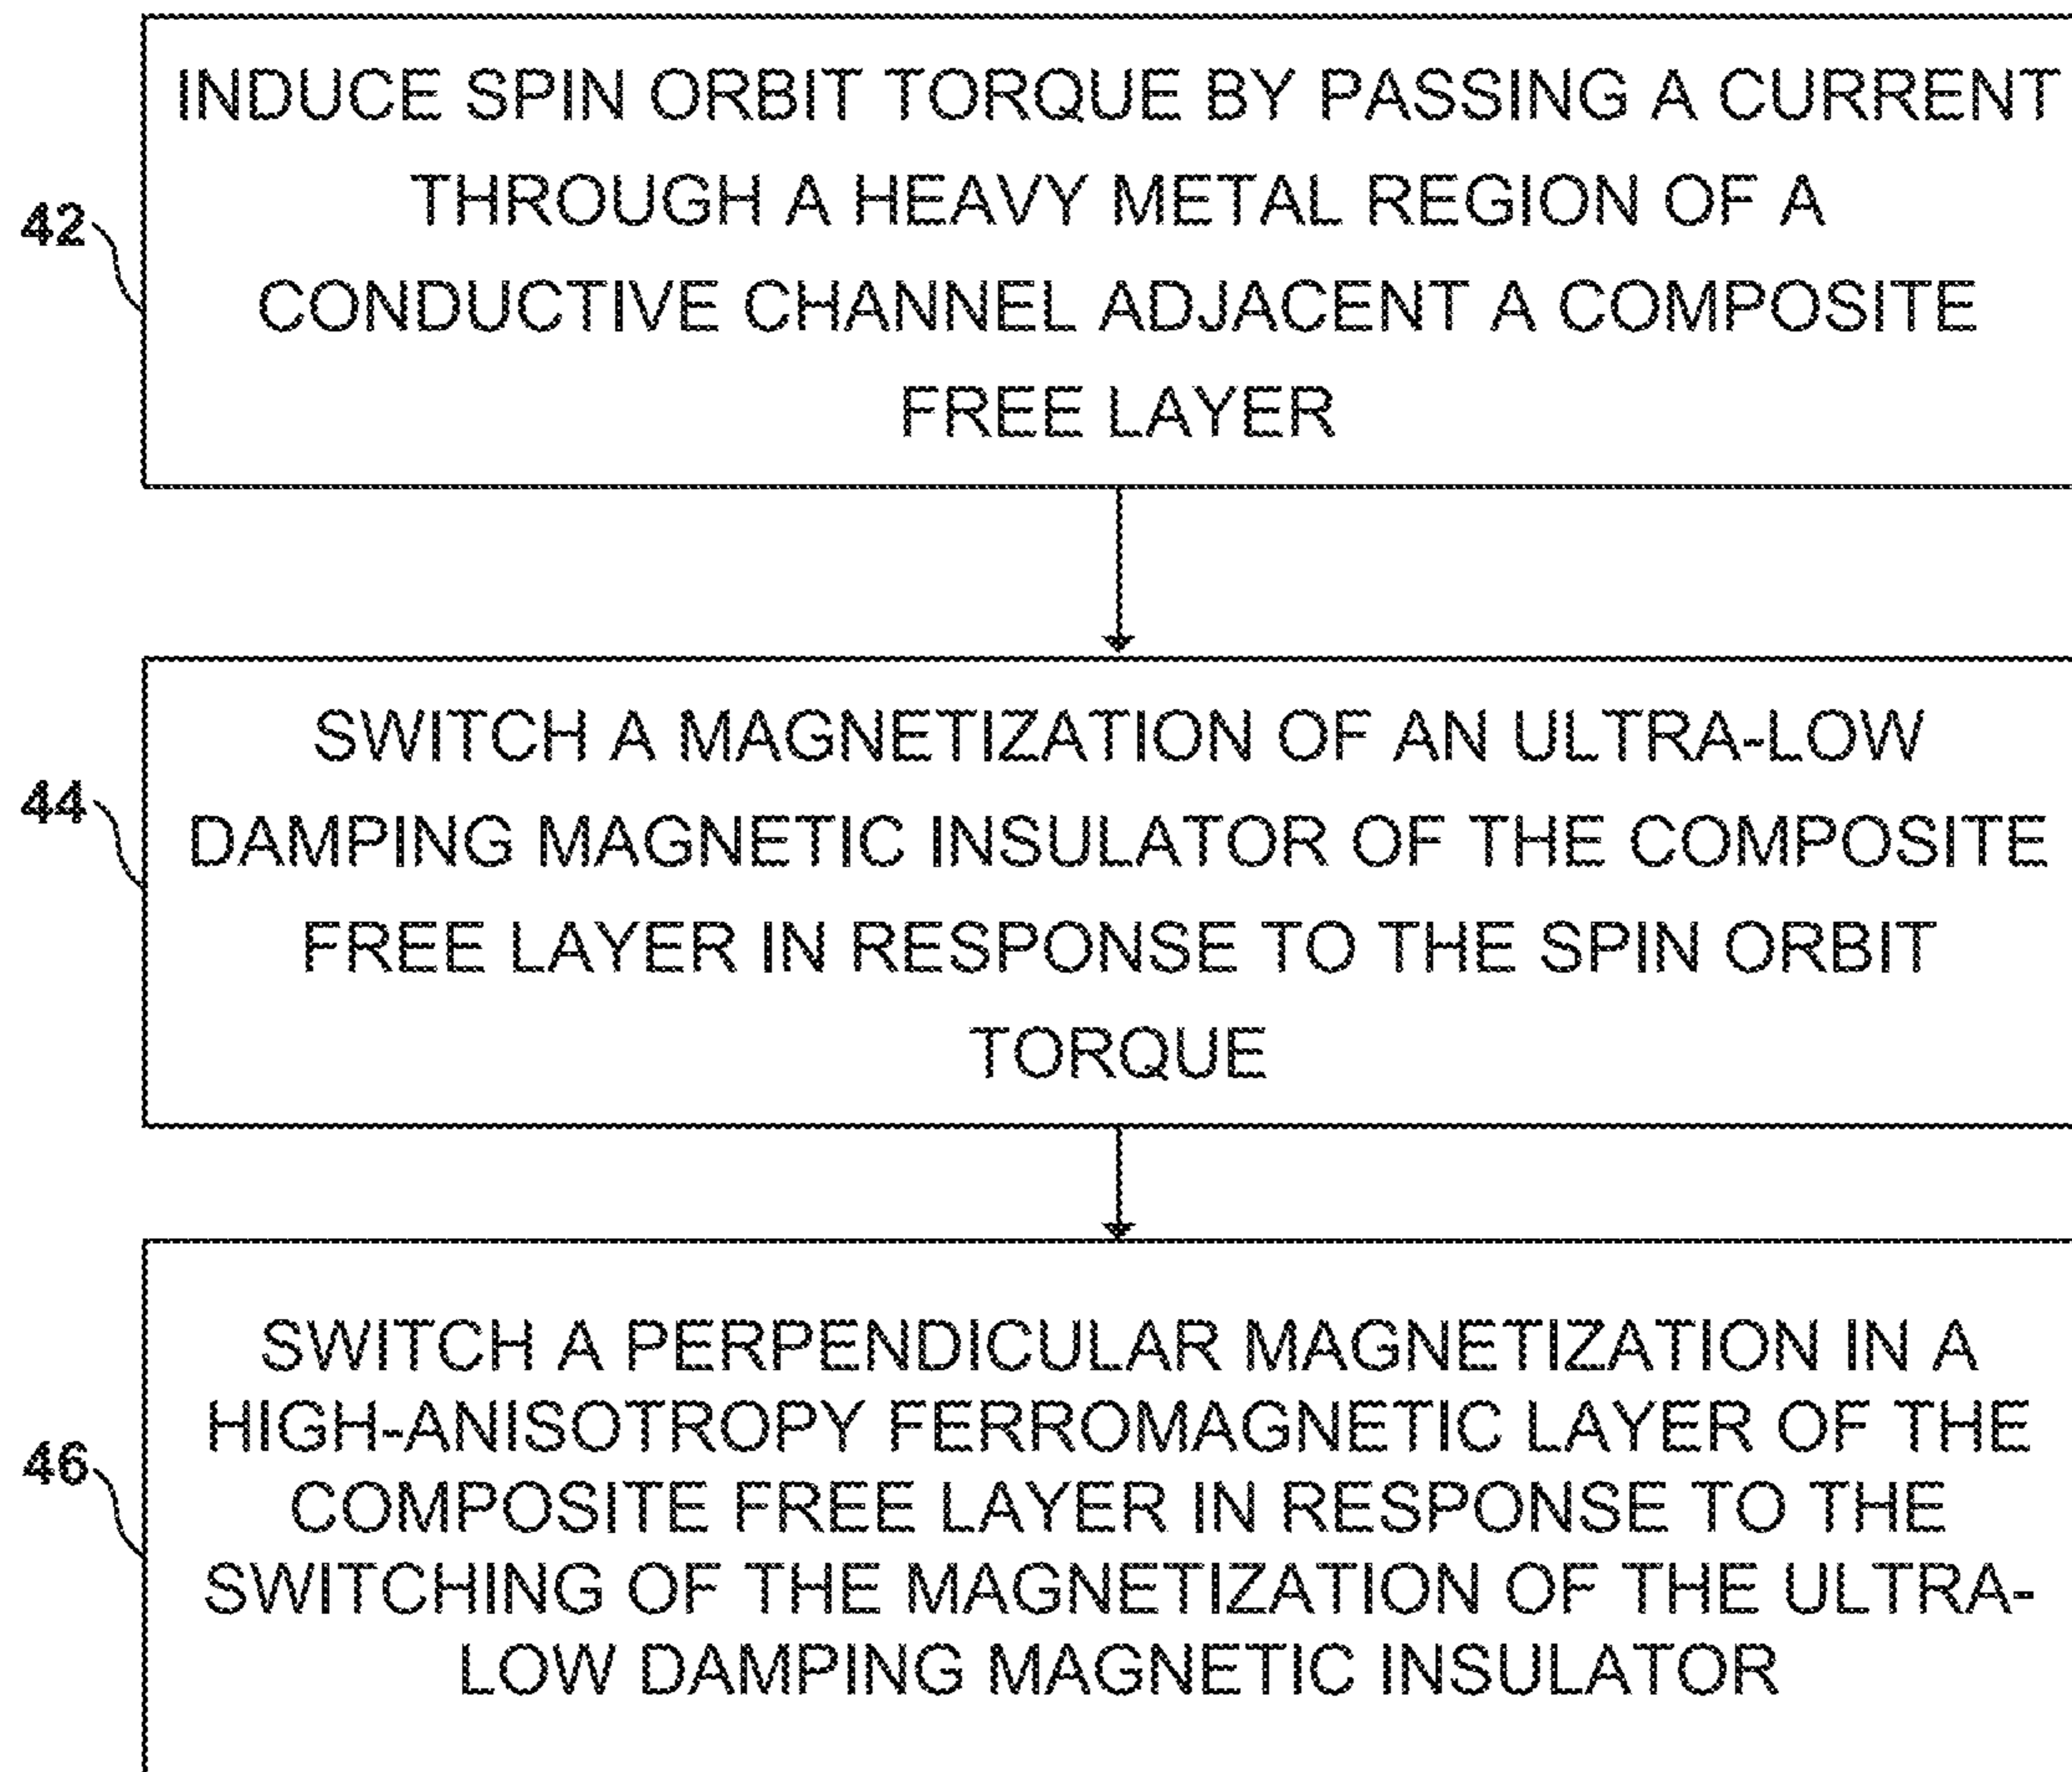 INDUCE SPIN ORBIT TORQUE BY PASSING A CURRENT
THROUGH A HEAVY METAL REGION OF A
42
CONDUCTIVE CHANNEL ADJACENT A COMPOSITE
FREE LAYER
SWITCH A MAGNETIZATION OF AN ULTRA-LOW
44
DAMPING MAGNETIC INSULATOR OF THE COMPOSITE
FREE LAYER IN RESPONSE TO THE SPIN ORBIT
TORQUE
SWITCH A PERPENDICULAR MAGNETIZATION IN A
HIGH-ANISOTROPY FERROMAGNETIC LAYER OF THE
46
COMPOSITE FREE LAYER IN RESPONSE TO THE
SWITCHING OF THE MAGNETIZATION OF THE ULTRA-
LOW DAMPING MAGNETIC INSULATOR